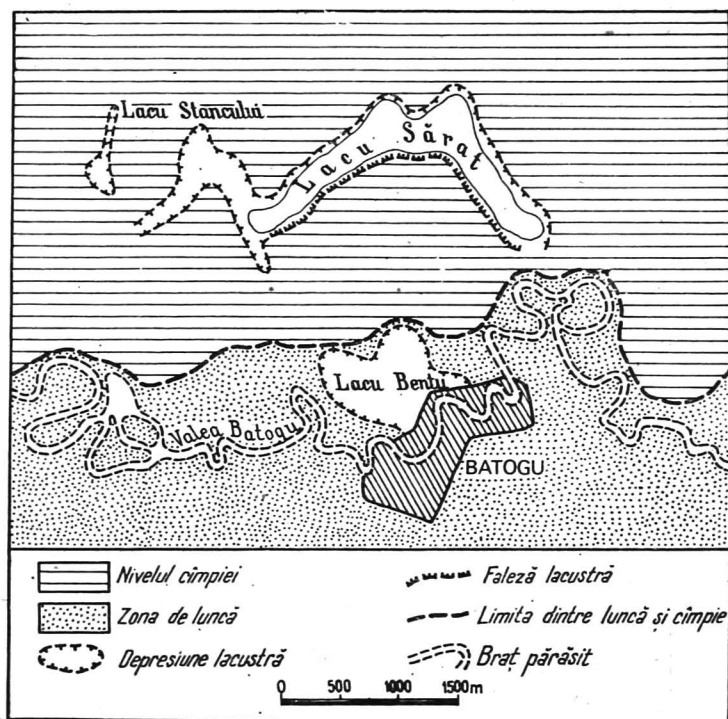 Lacu Stancului
Lacu Sărat
Lacu Bentu
Valea Batogu
BATOGU
Nivelul cîmpiei
Zona de luncă
Depresiune lacustră
Faleză lacustră
Limita dintre luncă și cîmpie
Braț părăsit
0 500 1000 1500m